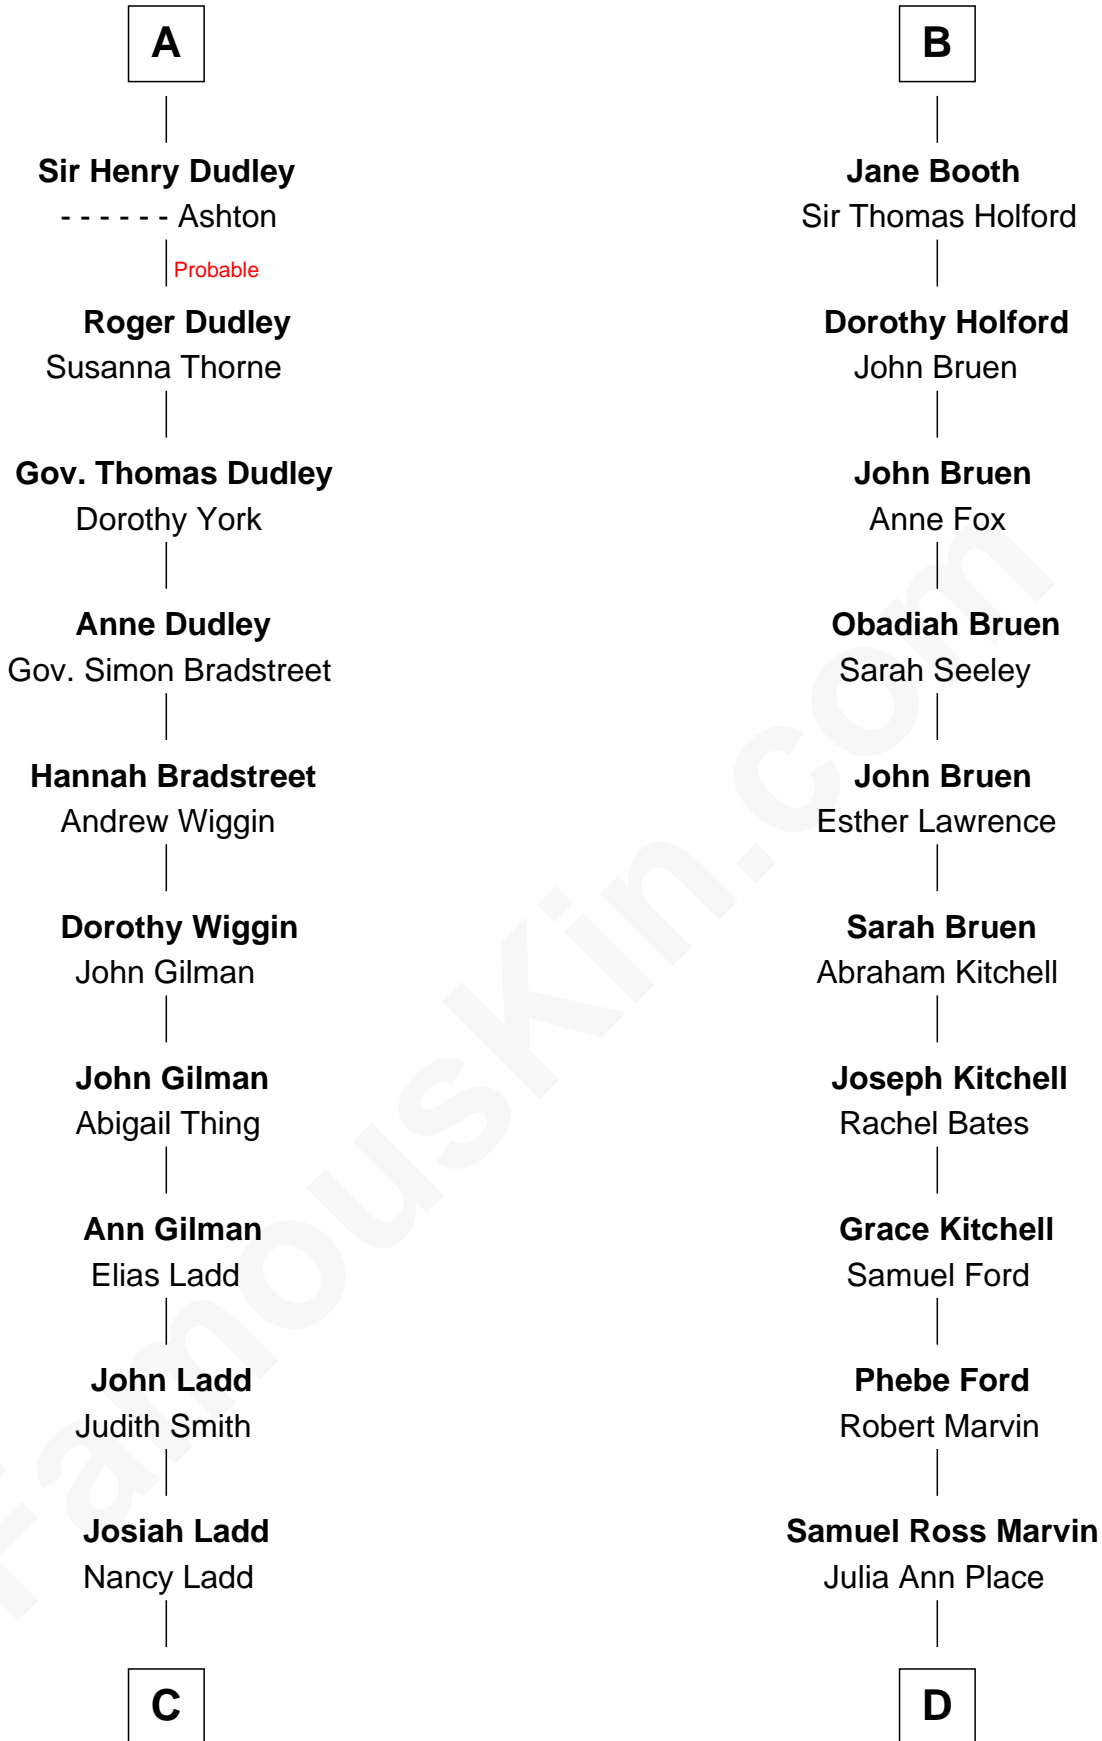 A
Sir Henry Dudley
- - - - - - Ashton
Probable
Roger Dudley
Susanna Thorne
Gov. Thomas Dudley
Dorothy York
Anne Dudley
Gov. Simon Bradstreet
Hannah Bradstreet
Andrew Wiggin
Dorothy Wiggin
John Gilman
John Gilman
Abigail Thing
Ann Gilman
Elias Ladd
John Ladd
Judith Smith
Josiah Ladd
Nancy Ladd
C
B
Jane Booth
Sir Thomas Holford
Dorothy Holford
John Bruen
John Bruen
Anne Fox
Obadiah Bruen
Sarah Seeley
John Bruen
Esther Lawrence
Sarah Bruen
Abraham Kitchell
Joseph Kitchell
Rachel Bates
Grace Kitchell
Samuel Ford
Phebe Ford
Robert Marvin
Samuel Ross Marvin
Julia Ann Place
D
FamousKin.com